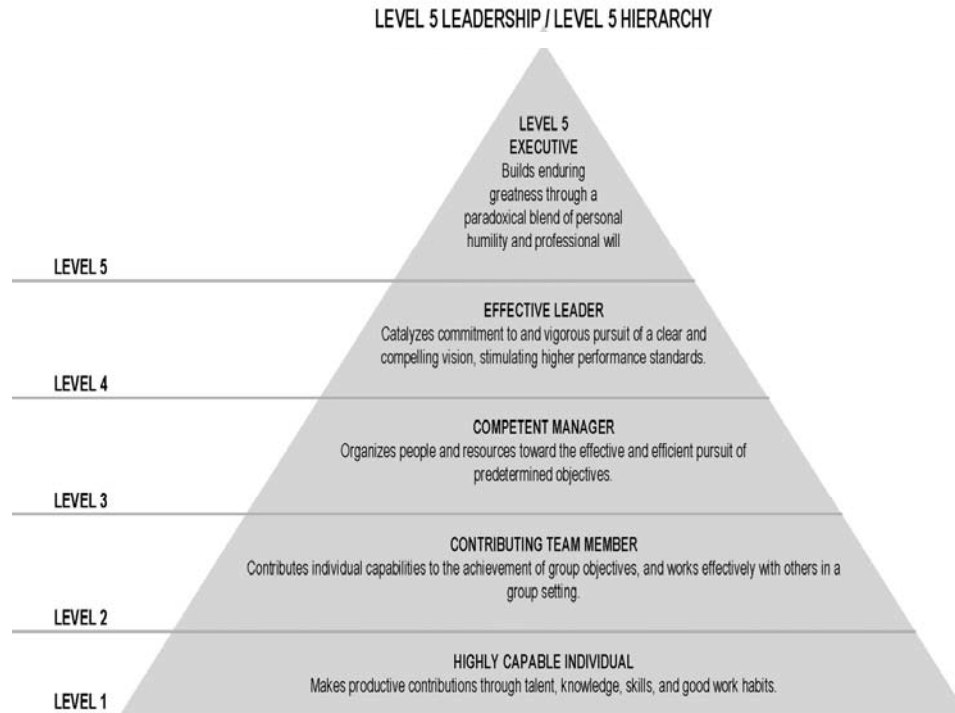 LEVEL 5 LEADERSHIP / LEVEL 5 HIERARCHY
LEVEL 5
EXECUTIVE
Builds enduring
greatness through a
paradoxical blend of personal
humility and professional will
LEVEL 5
EFFECTIVE LEADER
Catalyzes commitment to and vigorous pursuit of a clear and
compelling vision, stimulating higher performance standards.
LEVEL 4
COMPETENT MANAGER
Organizes people and resources toward the effective and efficient pursuit of
predetermined objectives.
LEVEL 3
CONTRIBUTING TEAM MEMBER
Contributes individual capabilities to the achievement of group objectives, and works effectively with others in a
group setting.
LEVEL 2
HIGHLY CAPABLE INDIVIDUAL
Makes productive contributions through talent, knowledge, skills, and good work habits.
LEVEL 1